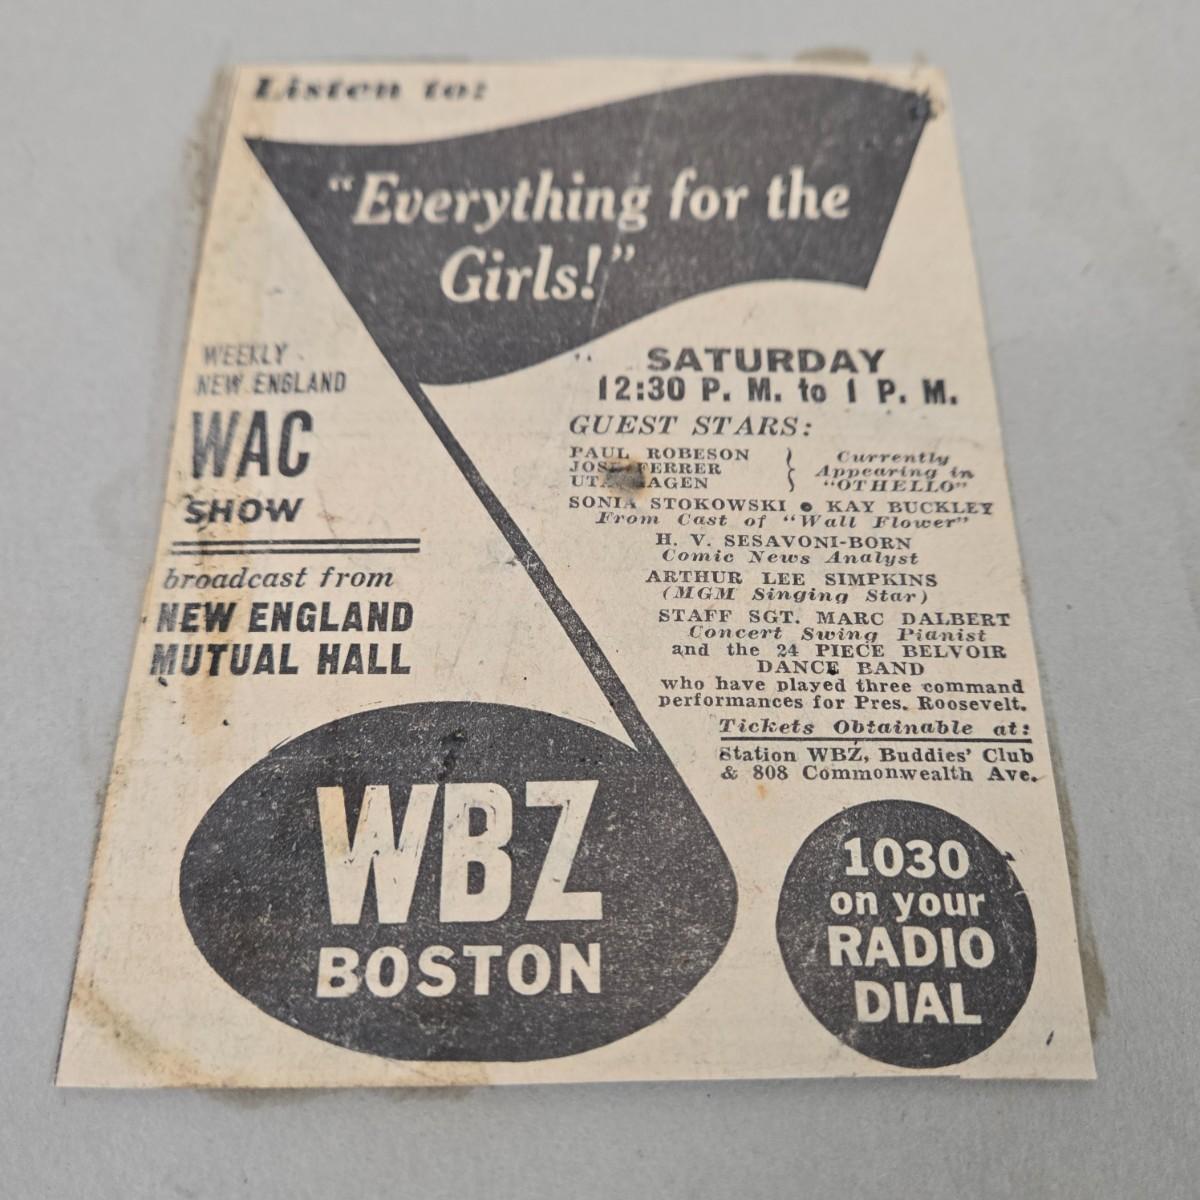 Listen to:
"Everything for the
Girls!"
WEEKLY
NEW ENGLAND
WAC
SHOW
broadcast from
NEW ENGLAND
MUTUAL HALL
SATURDAY
12:30 P. M. to 1 P. M.
GUEST STARS:
PAUL ROBESON
JOSE FERRER
UTA HAGEN
Currently
Appearing in
"OTHELLO"
SONIA STOKOWSKI ● KAY BUCKLEY
From Cast of "Wall Flower"
H. V. SESAVONI-BORN
Comic News Analyst
ARTHUR LEE SIMPKINS
(MGM Singing Star)
STAFF SGT. MARC DALBERT
Concert Swing Pianist
and the 24 PIECE BELVOIR
DANCE BAND
who have played three command
performances for Pres. Roosevelt.
Tickets Obtainable at:
Station WBZ, Buddies' Club
& 808 Commonwealth Ave.
WBZ
BOSTON
1030
on your
RADIO
DIAL